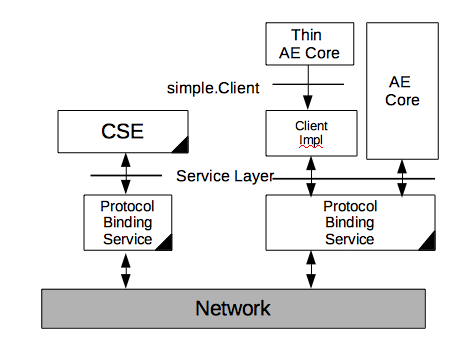 Thin
AE Core
simple.Client
AE
Core
CSE
Client
Impl
Service Layer
Protocol
Binding
Service
Protocol
Binding
Service
Network